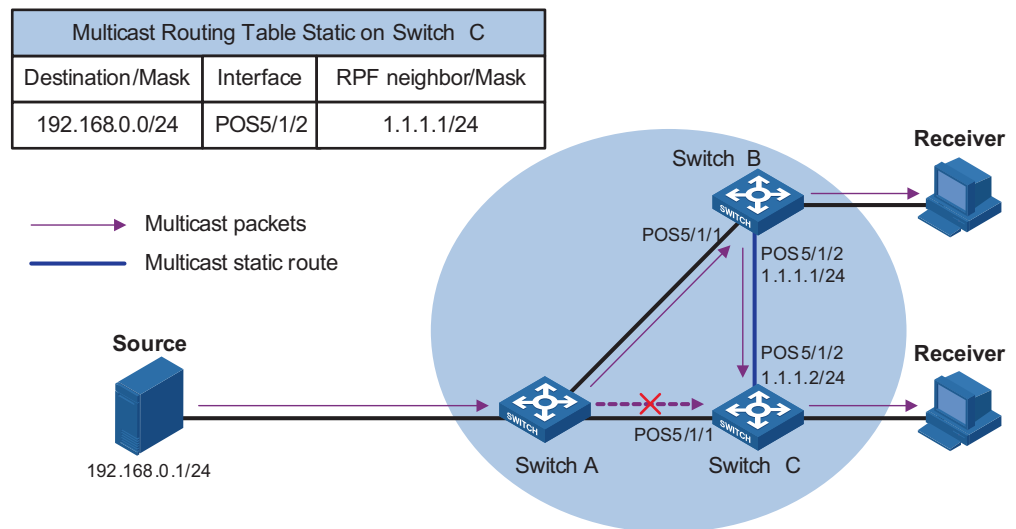 Multicast Routing Table Static on Switch C
Destination/Mask Interface RPF neighbor/Mask
192.168.0.0/24 POS5/1/2 1.1.1.1/24
Multicast packets
Multicast static route
Switch B
SWITCH
POS5/1/1
POS5/1/2
1.1.1.1/24
Receiver
Source
192.168.0.1/24
SWITCH
Switch A
POS5/1/1
POS5/1/2
1.1.1.2/24
SWITCH
Switch C
Receiver